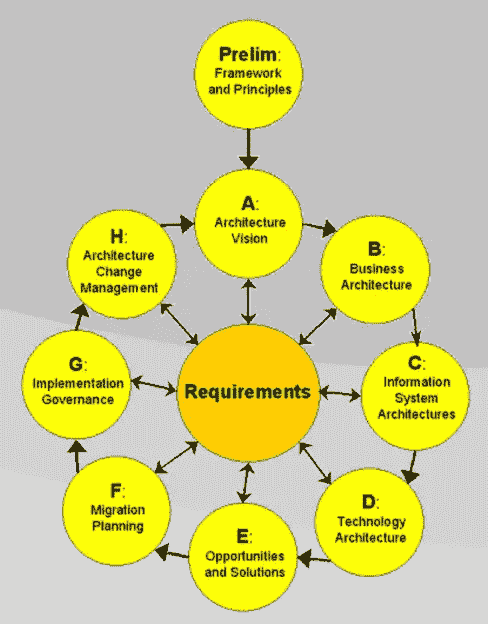 Prelim:
Framework
and Principles
A:
Architecture
Vision
H:
Architecture
Change
Management
B:
Business
Architecture
G:
Implementation
Governance
Requirements
C:
Information
System
Architectures
F:
Migration
Planning
D:
Technology
Architecture
E:
Opportunities
and Solutions